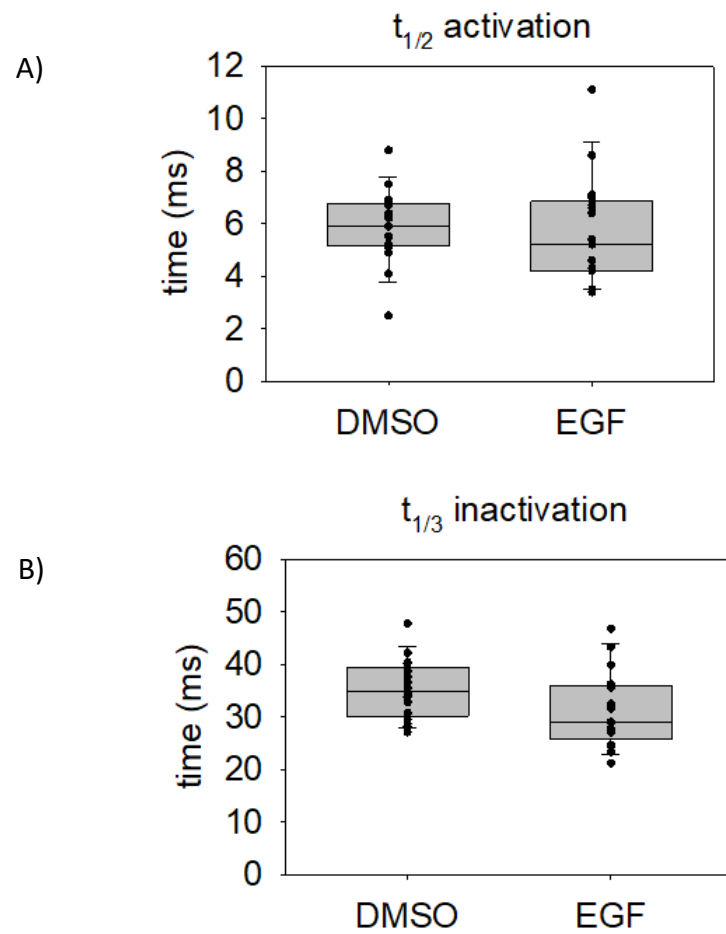 A)
t1/2 activation
time (ms)
12
10
8
6
4
2
0
DMSO EGF
B)
t1/3 inactivation
time (ms)
60
50
40
30
20
10
0
DMSO EGF